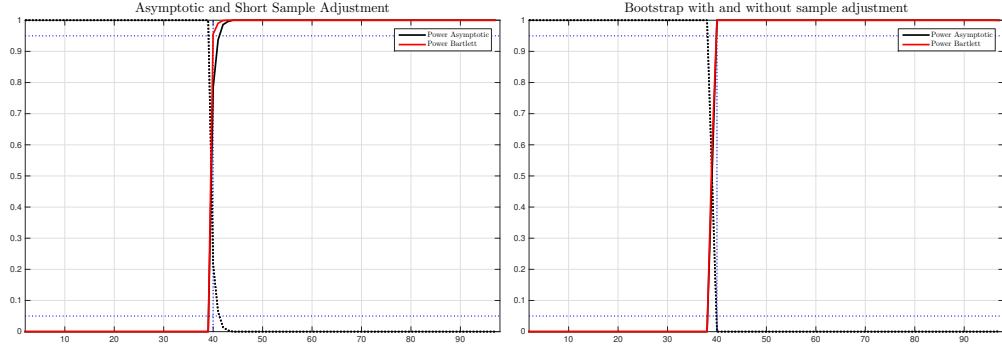 Asymptotic and Short Sample Adjustment
1
0.9
0.8
0.7
0.6
0.5
0.4
0.3
0.2
0.1
0
10 20 30 40 50 60 70 80 90
Power Asymptotic
Power Bartlett
Bootstrap with and without sample adjustment
1
0.9
0.8
0.7
0.6
0.5
0.4
0.3
0.2
0.1
0
10 20 30 40 50 60 70 80 90
Power Asymptotic
Power Bartlett